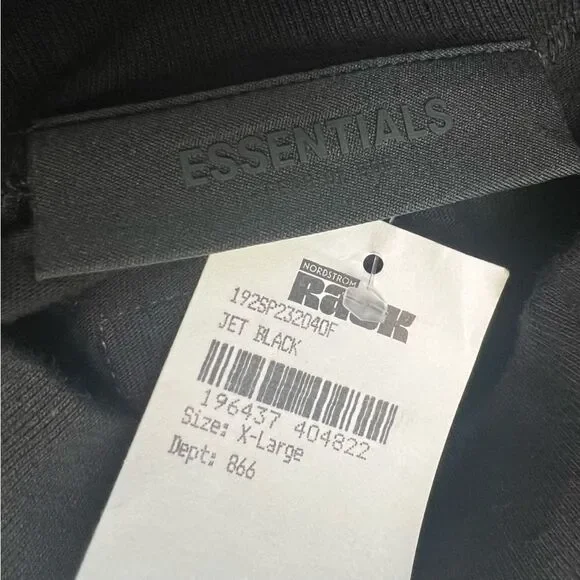 ESSENTIALS
NORDSTROM
Rack
192SP232040F
JET BLACK
196437 404822
Size: X-Large
Dept: 866